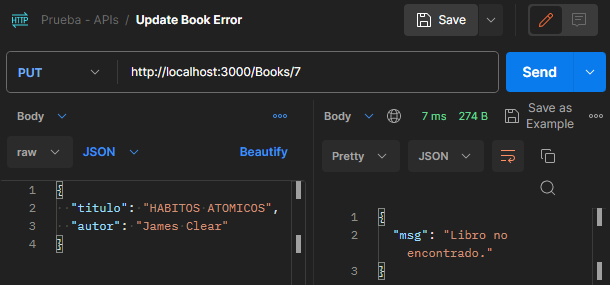 HTTP Prueba - APIs / Update Book Error
Save
PUT http://localhost:3000/Books/7 Send
Body
raw JSON Beautify
1 {
2 "titulo": "HABITOS ATOMICOS",
3 "autor": "James Clear"
4 }
Body 7 ms 274 B Save as
Example
Pretty JSON
1 {
2 "msg": "Libro no
encontrado."
3 }